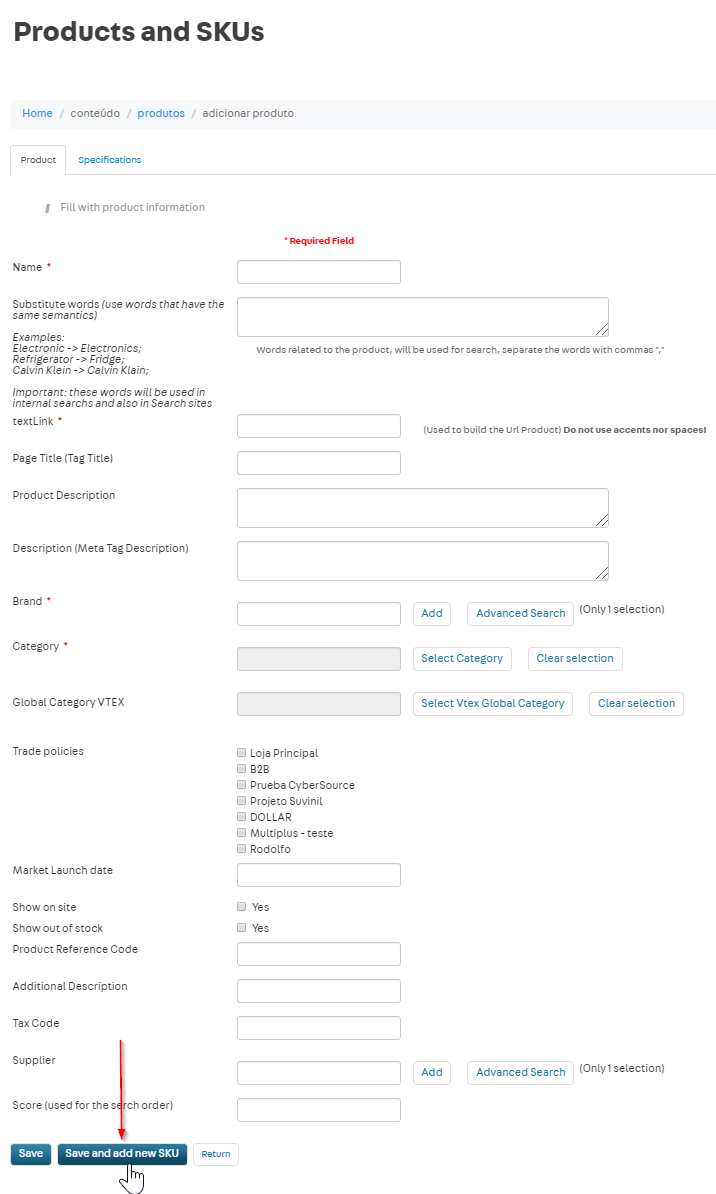 Products and SKUs
Home / conteúdo / produtos / adicionar produto
Product Specifications
Fill with product information
* Required Field
Name *
Substitute words (use words that have the
same semantics)
Examples:
Electronic -> Electronics;
Refrigerator -> Fridge;
Calvin Klein -> Calvin Klain;
Words related to the product, will be used for search, separate the words with commas ","
Important: these words will be used in
internal searchs and also in Search sites
textLink *
(Used to build the Url Product) Do not use accents nor spaces!
Page Title (Tag Title)
Product Description
Description (Meta Tag Description)
Brand * Add Advanced Search (Only 1 selection)
Category * Select Category Clear selection
Global Category VTEX Select Vtex Global Category Clear selection
Trade policies
Loja Principal
B2B
Prueba CyberSource
Projeto Suvinil
DOLLAR
Multiplus - teste
Rodolfo
Market Launch date
Show on site Yes
Show out of stock Yes
Product Reference Code
Additional Description
Tax Code
Supplier Add Advanced Search (Only 1 selection)
Score (used for the serch order)
Save Save and add new SKU Return